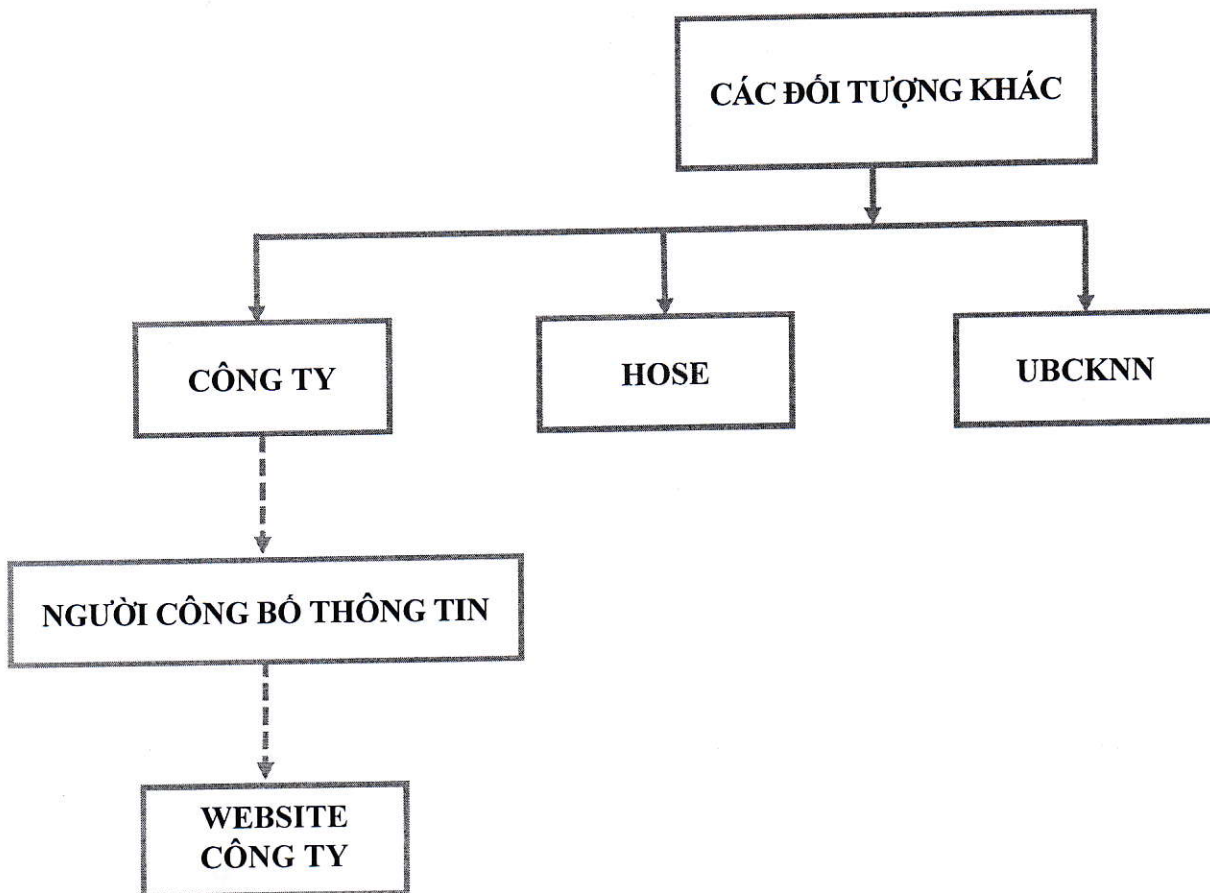 CÁC ĐỐI TƯỢNG KHÁC
CÔNG TY
HOSE
UBCKNN
NGƯỜI CÔNG BỐ THÔNG TIN
WEBSITE
CÔNG TY